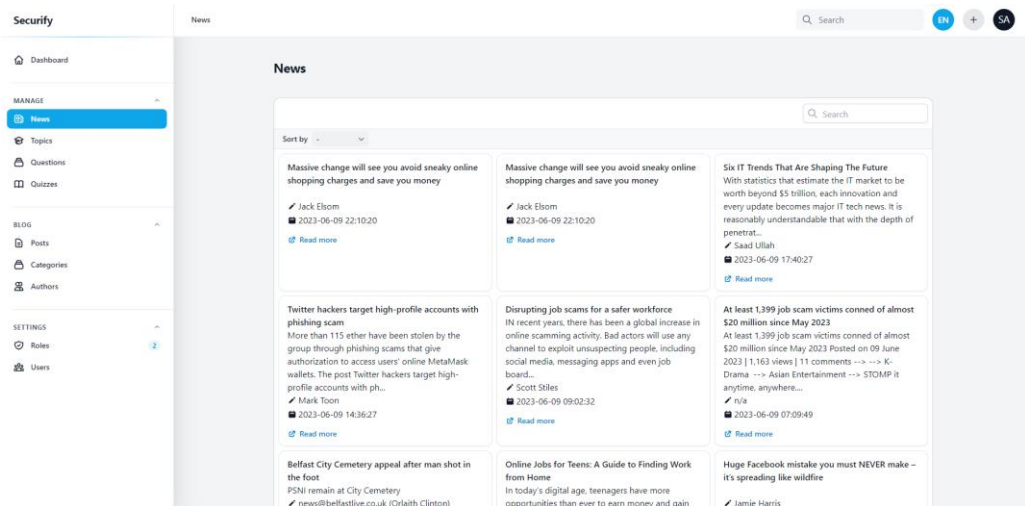 Securify
News
Search
EN
+
SA
Dashboard
MANAGE
News
Topics
Questions
Quizzes
BLOG
Posts
Categories
Authors
SETTINGS
Roles
2
Users
News
Search
Sort by -
Massive change will see you avoid sneaky online
shopping charges and save you money
Jack Elsom
2023-06-09 22:10:20
Read more
Massive change will see you avoid sneaky online
shopping charges and save you money
Jack Elsom
2023-06-09 22:10:20
Read more
Six IT Trends That Are Shaping The Future
With statistics that estimate the IT market to be
worth beyond $5 trillion, each innovation and
every update becomes major IT tech news. It is
reasonably understandable that with the depth of
penetrat...
Saad Ullah
2023-06-09 17:40:27
Read more
Twitter hackers target high-profile accounts with
phishing scam
More than 115 ether have been stolen by the
group through phishing scams that give
authorization to access users' online MetaMask
wallets. The post Twitter hackers target high-
profile accounts with ph...
Mark Toon
2023-06-09 14:36:27
Read more
Disrupting job scams for a safer workforce
IN recent years, there has been a global increase in
online scamming activity. Bad actors will use any
channel to exploit unsuspecting people, including
social media, messaging apps and even job
board...
Scott Stiles
2023-06-09 09:02:32
Read more
At least 1,399 job scam victims conned of almost
$20 million since May 2023
At least 1,399 job scam victims conned of almost
$20 million since May 2023 Posted on 09 June
2023 | 1,163 views | 11 comments --> --> K-
Drama --> Asian Entertainment --> STOMP it
anytime, anywhere....
n/a
2023-06-09 07:09:49
Read more
Belfast City Cemetery appeal after man shot in
the foot
PSNI remain at City Cemetery
news@belfastlive.co.uk (Orlaith Clinton)
Online Jobs for Teens: A Guide to Finding Work
from Home
In today's digital age, teenagers have more
opportunities than ever to earn money and gain
Huge Facebook mistake you must NEVER make –
it's spreading like wildfire
Jamie Harris